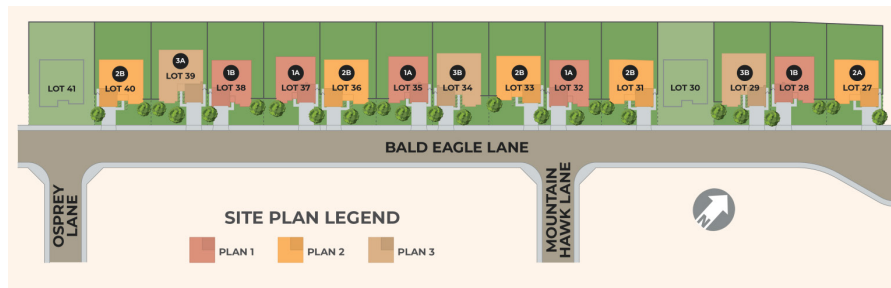 2B
3A
1B
1A
2B
1A
3B
2B
1A
2B
3B
1B
2A
LOT 41
LOT 40
LOT 39
LOT 38
LOT 37
LOT 36
LOT 35
LOT 34
LOT 33
LOT 32
LOT 31
LOT 30
LOT 29
LOT 28
LOT 27
BALD EAGLE LANE
OSPREY
LANE
MOUNTAIN
HAWK LANE
N
SITE PLAN LEGEND
PLAN 1
PLAN 2
PLAN 3